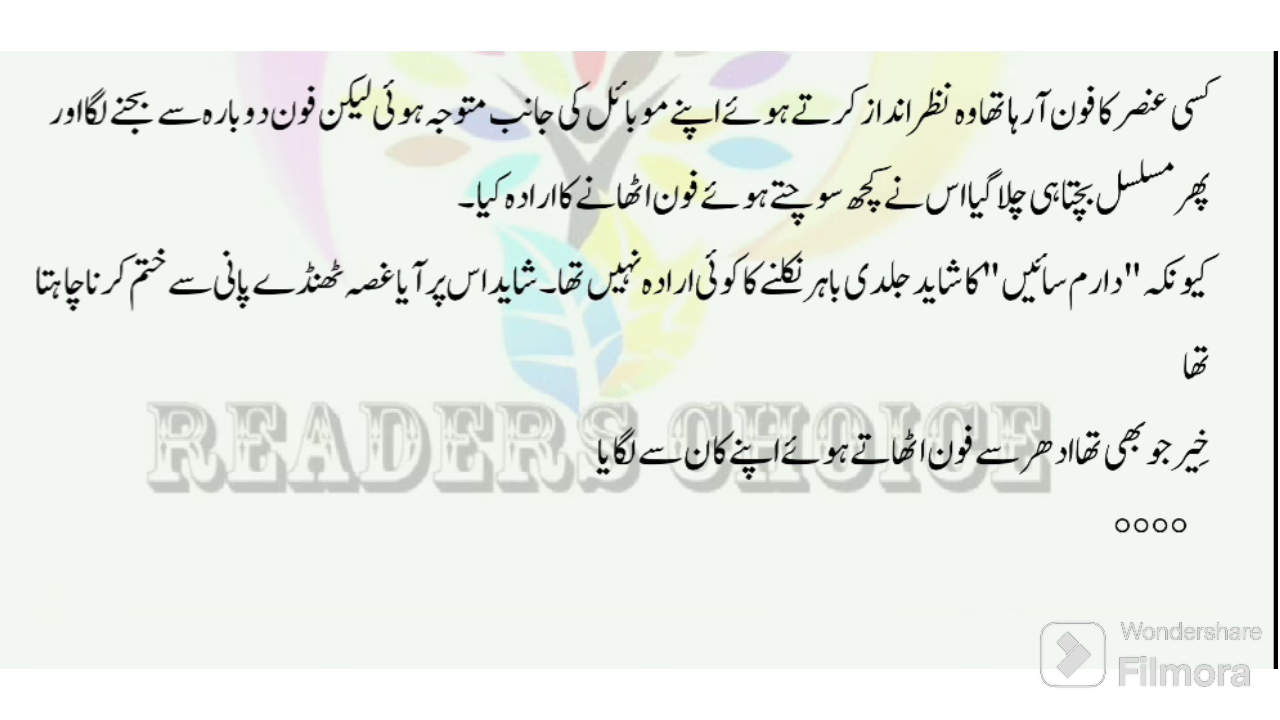 کسی عنصر کا فون آرہا تھا وہ نظر انداز کرتے ہوئے اپنے موبائل کی جانب متوجہ ہوئی لیکن فون دوبارہ سے بجنے لگا اور
پھر مسلسل بجتا ہی چلا گیا اس نے کچھ سوچتے ہوئے فون اٹھانے کا ارادہ کیا۔
کیونکہ "دارم سائیں" کا شاید جلدی باہر نکلنے کا کوئی ارادہ نہیں تھا۔ شاید اس پر آیا غصہ ٹھنڈے پانی سے ختم کرنا چاہتا
تھا
READERS CHOICE
خِیر جو بھی تھا ادھر سے فون اٹھاتے ہوئے اپنے کان سے لگایا
○○○○
Wondershare
Filmora